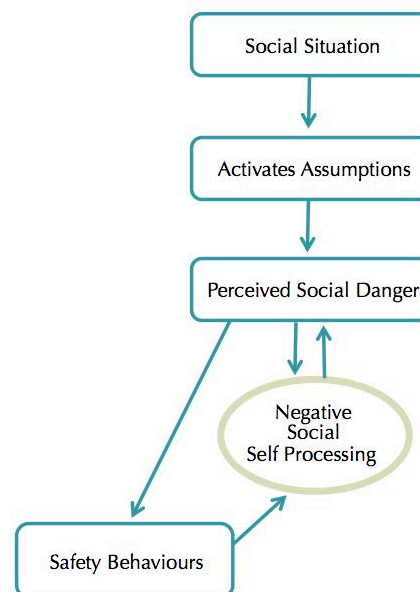 Social Situation
Activates Assumptions
Perceived Social Danger
Negative
Social
Self Processing
Safety Behaviours